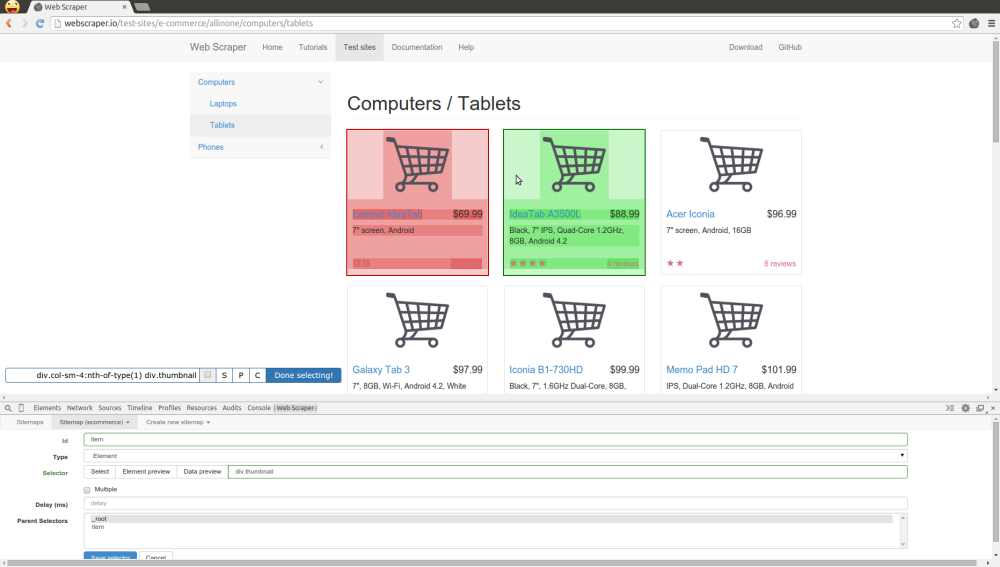 Web Scraper ×
webscraper.io/test-sites/e-commerce/allinone/computers/tablets
Web Scraper Home Tutorials Test sites Documentation Help Download GitHub
Computers
Laptops
Tablets
Phones
Computers / Tablets
Lenovo IdeaTab $69.99
7" screen, Android
IdeaTab A3500L $88.99
Black, 7" IPS, Quad-Core 1.2GHz,
8GB, Android 4.2
4 reviews
Acer Iconia $96.99
7" screen, Android, 16GB
8 reviews
Galaxy Tab 3 $97.99
7", 8GB, Wi-Fi, Android 4.2, White
Iconia B1-730HD $99.99
Black, 7", 1.6GHz Dual-Core, 8GB,
Memo Pad HD 7 $101.99
IPS, Dual-Core 1.2GHz, 8GB, Android
div.col-sm-4:nth-of-type(1) div.thumbnail S P C Done selecting!
Elements Network Sources Timeline Profiles Resources Audits Console Web Scraper
Sitemaps Sitemap (ecommerce) Create new sitemap
Id item
Type Element
Selector Select Element preview Data preview div.thumbnail
Multiple
Delay (ms) delay
Parent Selectors _root
item
Save selector Cancel